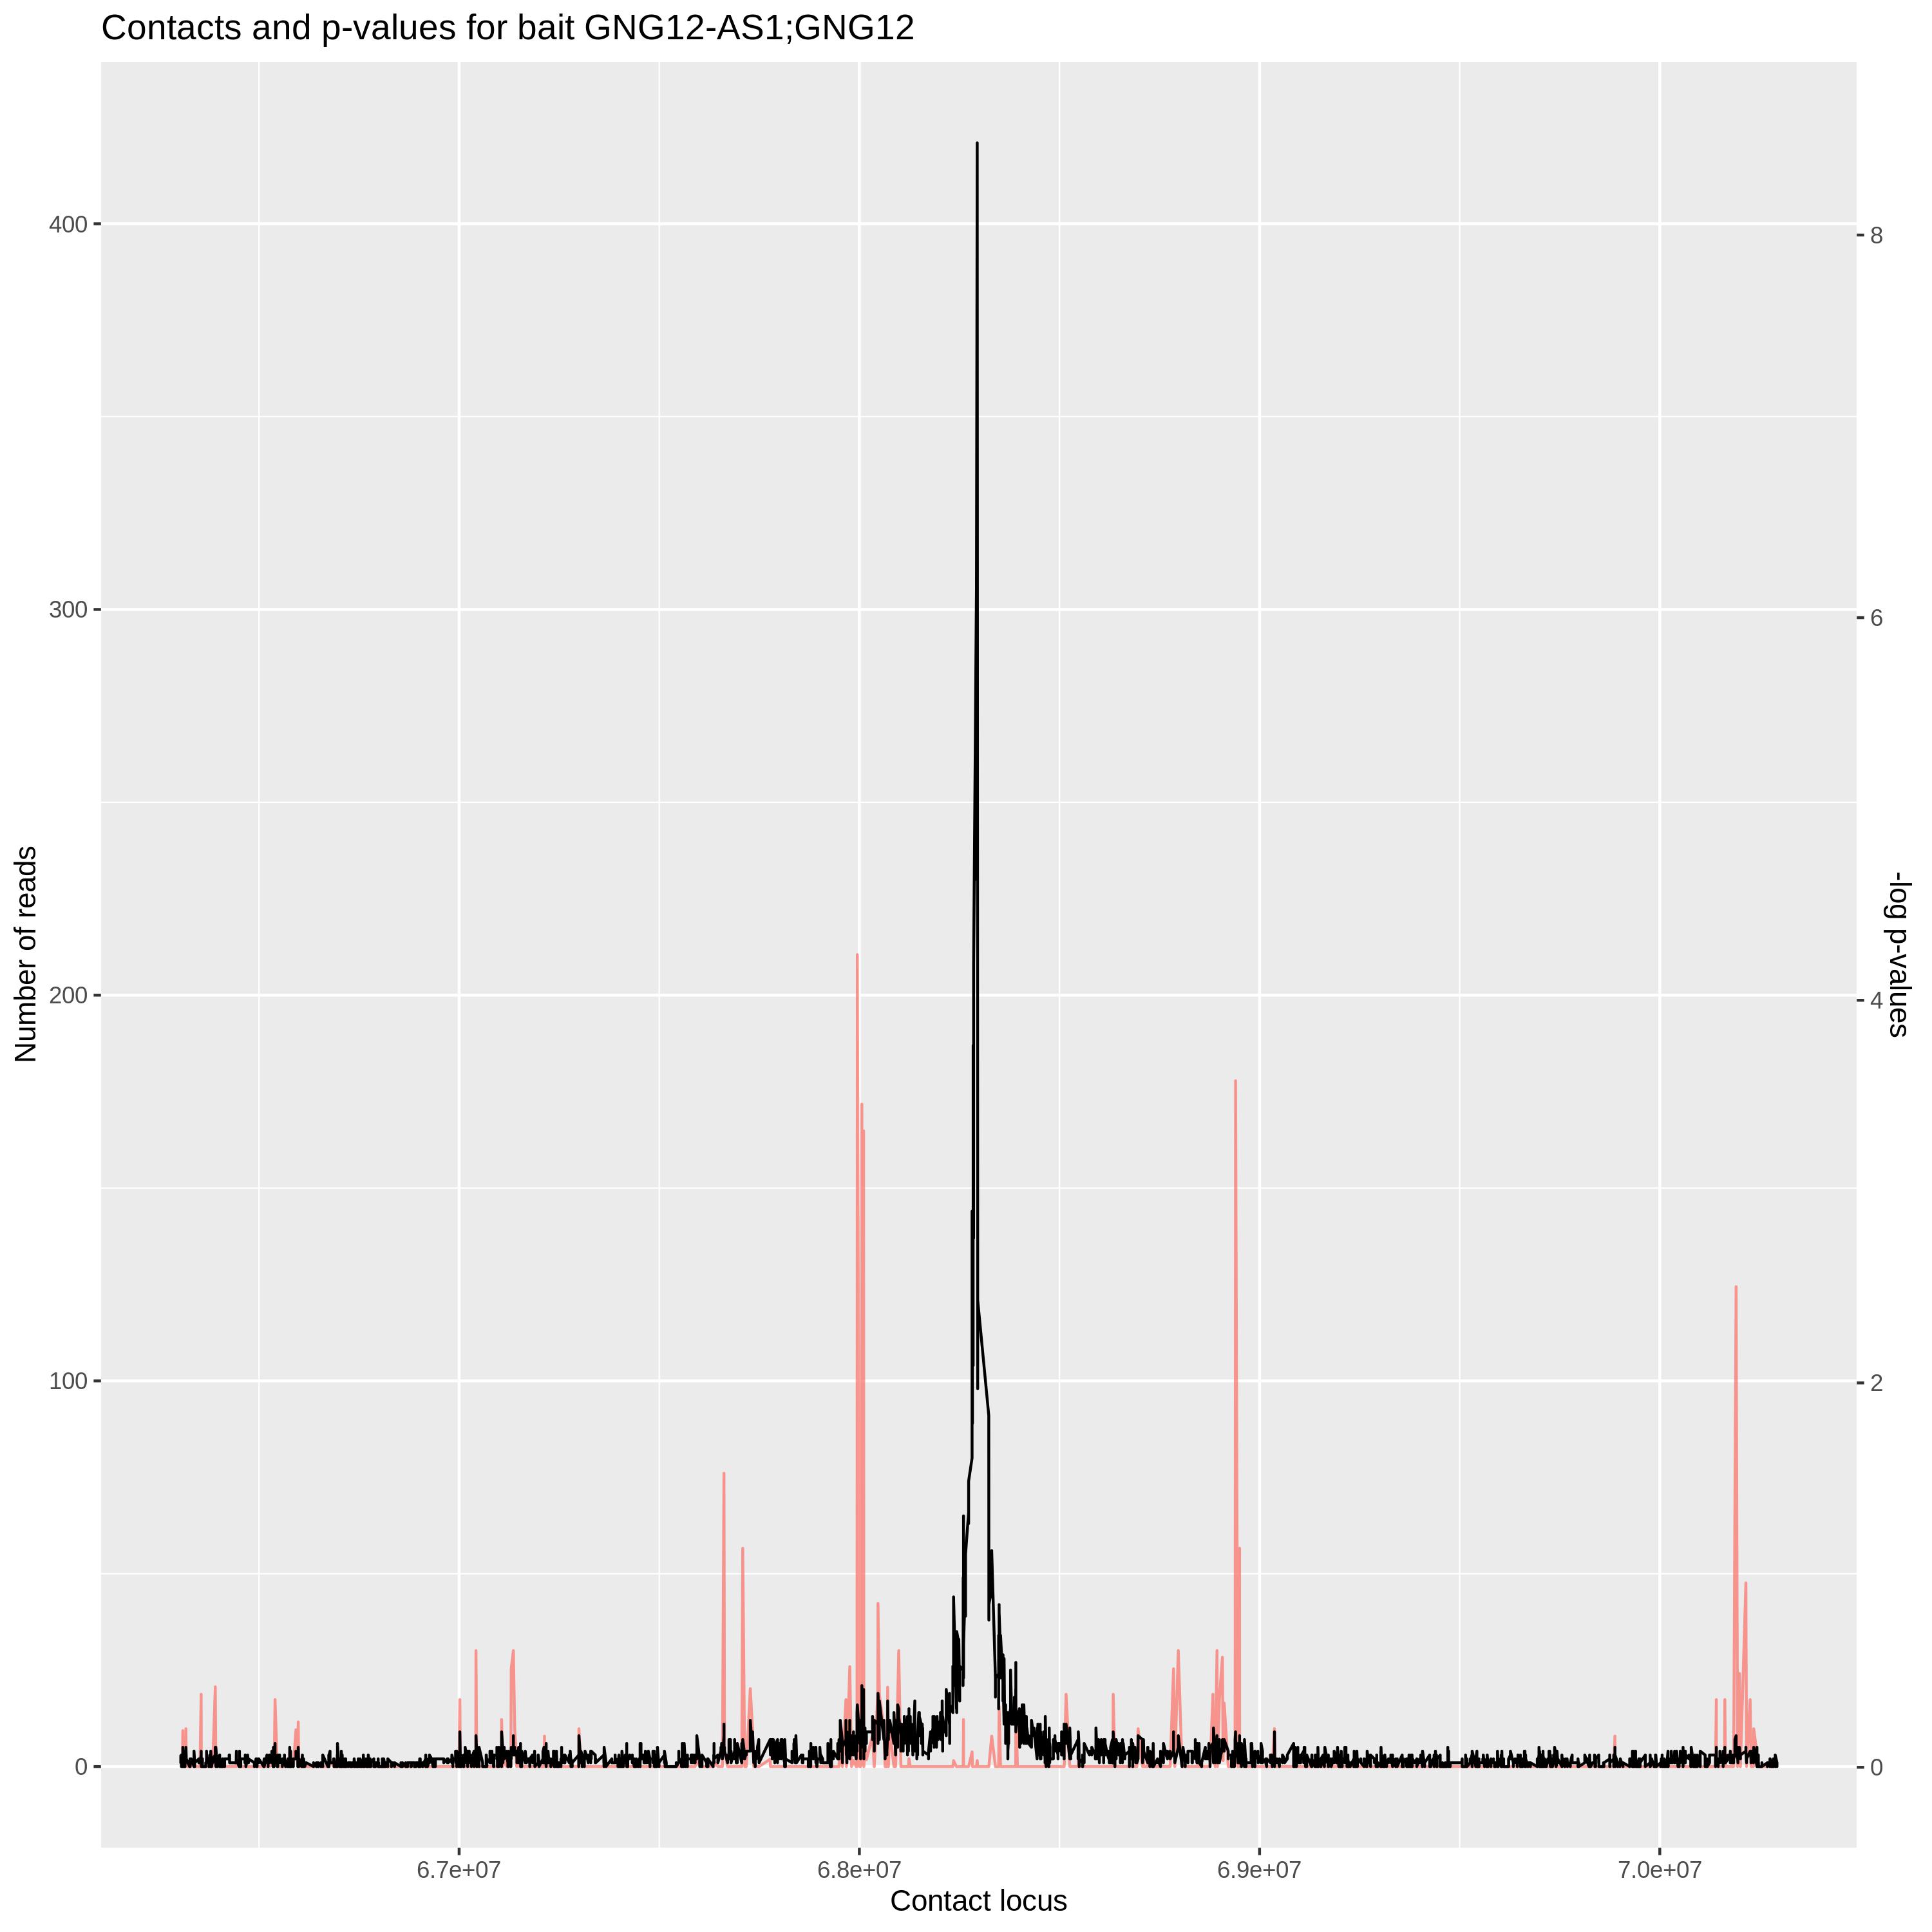 Contacts and p-values for bait GNG12-AS1;GNG12
400
300
200
100
0
Number of reads
8
6
4
2
0
-log p-values
6.7e+07
6.8e+07
6.9e+07
7.0e+07
Contact locus